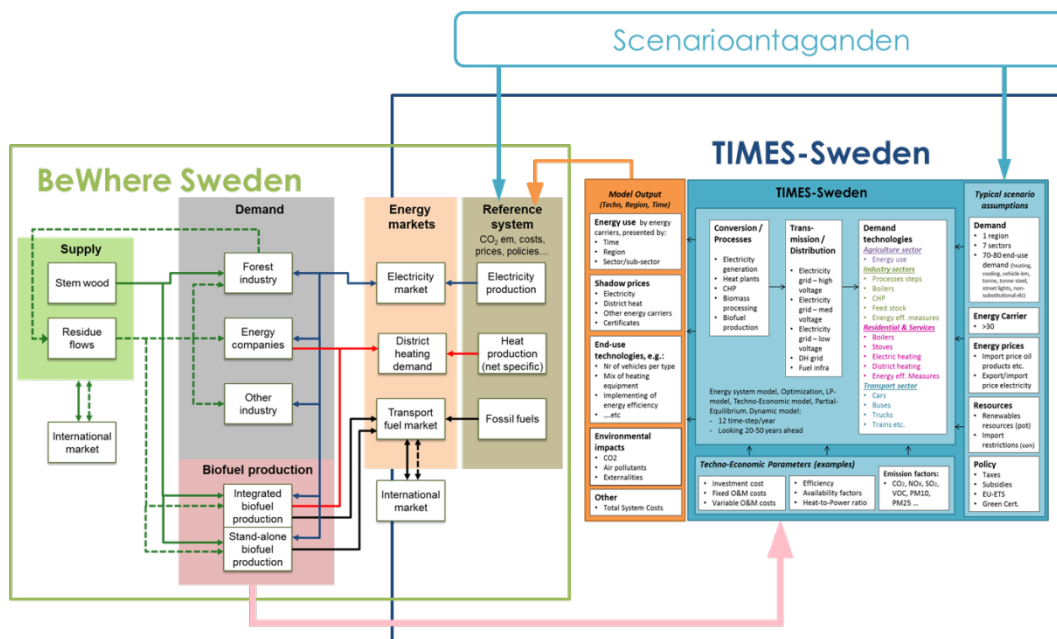 Scenarioantaganden
BeWhere Sweden
Supply
Stem wood
Residue
flows
International
market
Demand
Forest
industry
Energy
companies
Other
industry
Biofuel production
Integrated
biofuel
production
Stand-alone
biofuel
production
Energy
markets
Electricity
market
District
heating
demand
Transport
fuel market
International
market
Reference
system
CO2 em, costs,
prices, policies...
Electricity
production
Heat
production
(net specific)
Fossil fuels
TIMES-Sweden
Model Output
(Techn, Region, Time)
Energy use by energy
carriers, presented by:
• Time
• Region
• Sector/sub-sector
Shadow prices
• Electricity
• District heat
• Other energy carriers
• Certificates
End-use technologies, e.g.:
• Nr of vehicles per type
• Mix of heating
equipment
• Implementing of
energy efficiency
• ....etc
Environmental
impacts
• CO2
• Air pollutants
• Externalities
Other
• Total System Costs
TIMES-Sweden
Conversion /
Processes
• Electricity
generation
• Heat plants
• CHP
• Biomass
processing
• Biofuel
production
Trans-
mission /
Distribution
• Electricity
grid – high
voltage
• Electricity
grid – med
voltage
• Electricity
grid – low
voltage
• DH grid
• Fuel infra
Demand
technologies
Agriculture sector
• Energy use
Industry sectors
• Processes steps
• Boilers
• CHP
• Feed stock
• Energy eff. measures
Residential & Services
• Boilers
• Stoves
• Electric heating
• District heating
• Energy eff. Measures
Transport sector
• Cars
• Buses
• Trucks
• Trains etc.
Energy system model, Optimization, LP-
model, Techno-Economic model, Partial-
Equilibrium. Dynamic model:
- 12 time-step/year
- Looking 20-50 years ahead
Techno-Economic Parameters (examples)
• Investment cost
• Fixed O&M costs
• Variable O&M costs
• Efficiency
• Availability factors
• Heat-to-Power ratio
Emission factors:
• CO2, NOx, SO2,
VOC, PM10,
PM25 ...
Typical scenario
assumptions
Demand
• 1 region
• 7 sectors
• 70-80 end-use
demand (heating,
cooling, vehicle-km,
tonne, tonne steel,
street lights, non-
substitutional etc)
Energy Carrier
• >30
Energy prices
• Import price oil
products etc.
• Export/import
price electricity
Resources
• Renewables
resources (pot)
• Import
restrictions (con)
Policy
• Taxes
• Subsidies
• EU-ETS
• Green Cert.